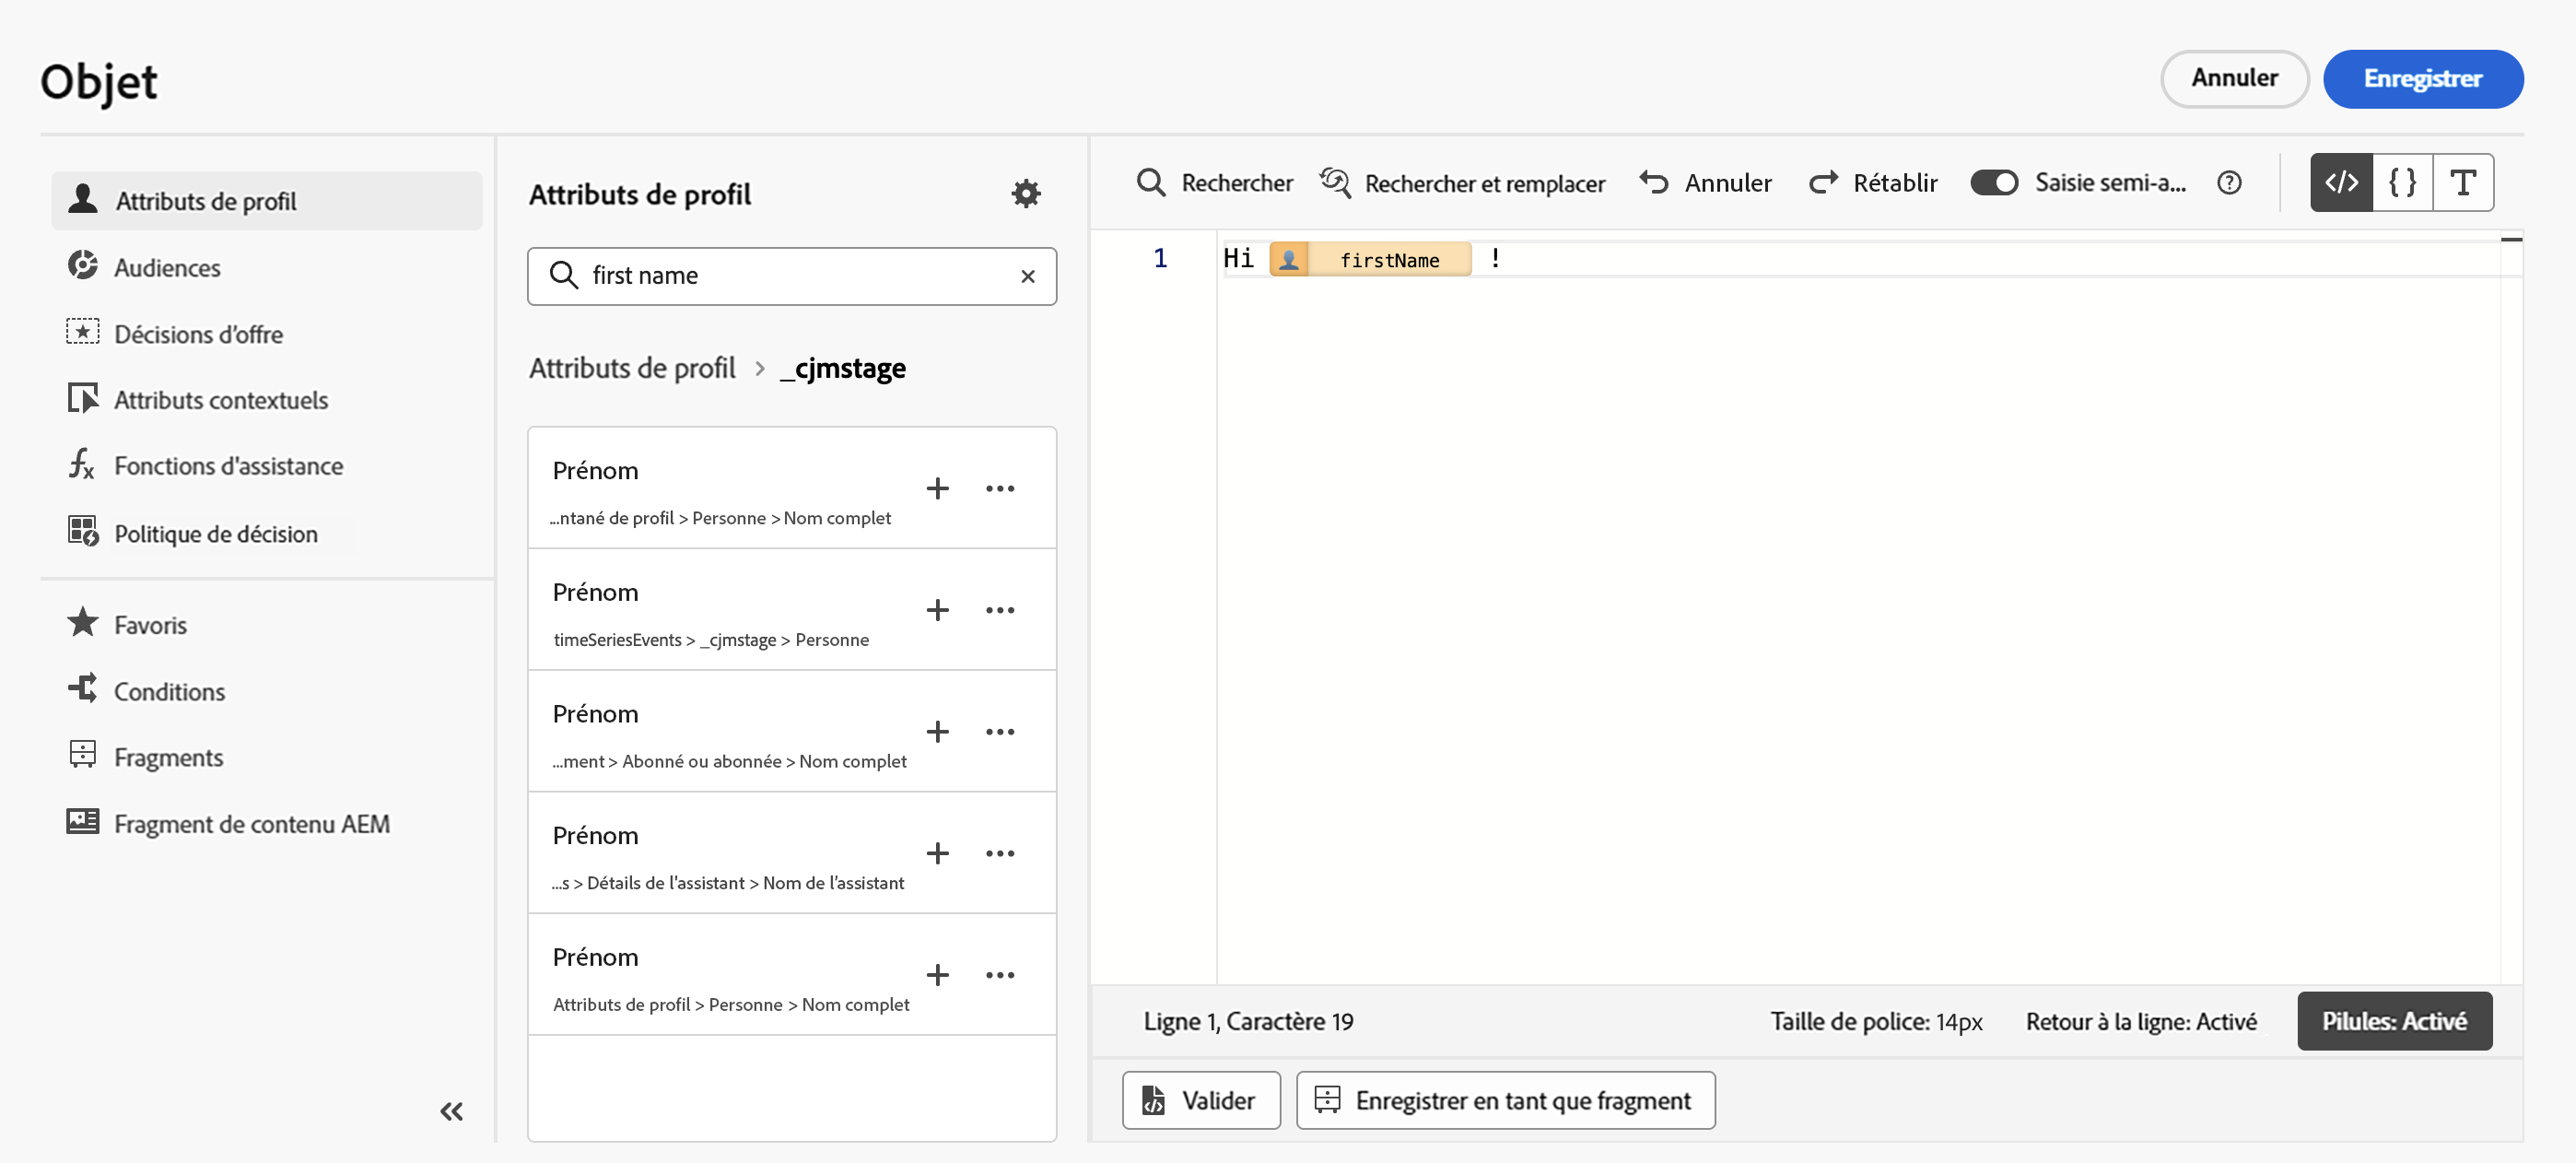 Objet
Annuler
Enregistrer
Attributs de profil
Audiences
Décisions d'offre
Attributs contextuels
Fonctions d'assistance
Politique de décision
Favoris
Conditions
Fragments
Fragment de contenu AEM
Attributs de profil
first name
Attributs de profil > _cjmstage
Prénom
...ntané de profil > Personne > Nom complet
Prénom
timeSeriesEvents > _cjmstage > Personne
Prénom
...ment > Abonné ou abonnée > Nom complet
Prénom
...s > Détails de l'assistant > Nom de l'assistant
Prénom
Attributs de profil > Personne > Nom complet
Rechercher Rechercher et remplacer Annuler Rétablir Saisie semi-a...
1 Hi firstName !
Ligne 1, Caractère 19 Taille de police: 14px Retour à la ligne: Activé Pilules: Activé
Valider Enregistrer en tant que fragment